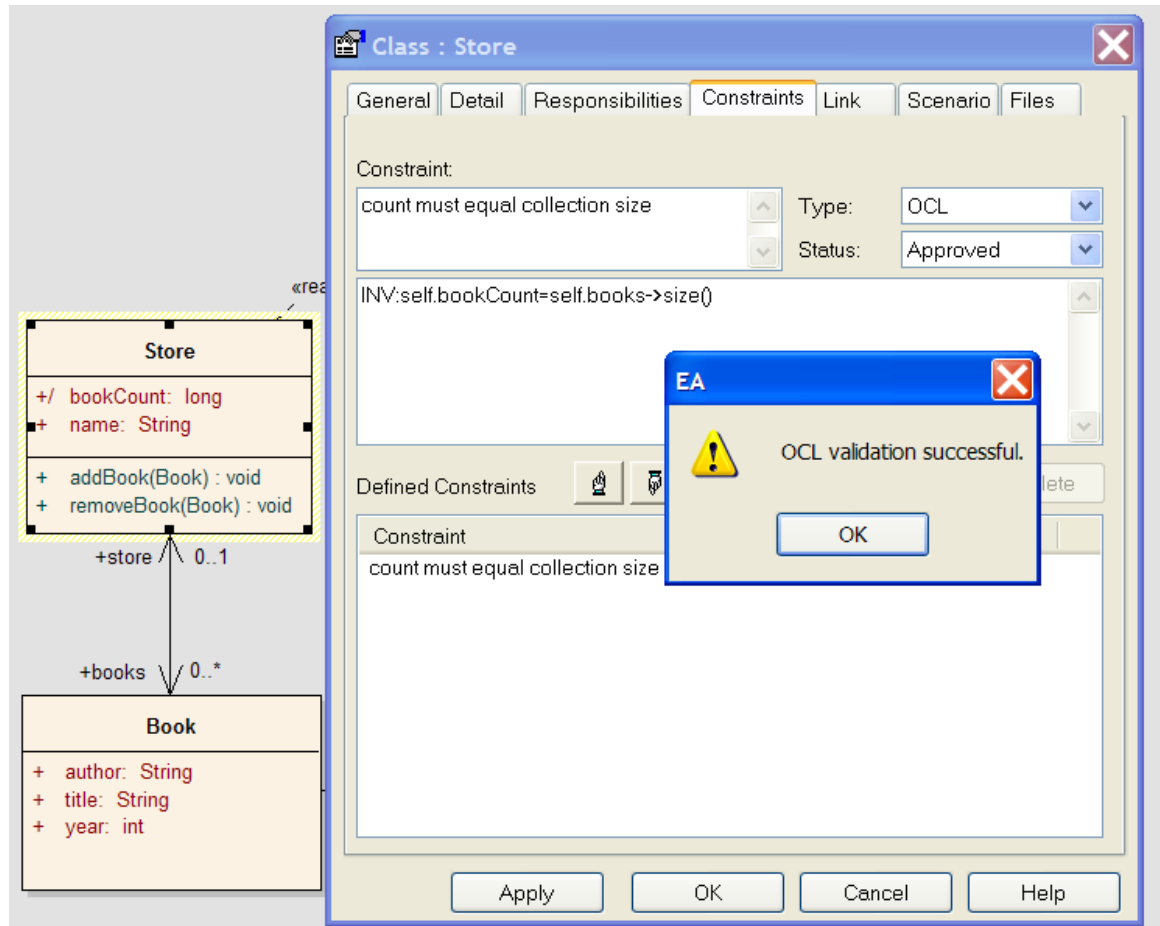 Class : Store
General Detail Responsibilities Constraints Link Scenario Files
Constraint:
count must equal collection size
Type: OCL
Status: Approved
INV:self.bookCount=self.books->size()
EA
OCL validation successful.
OK
Defined Constraints
Constraint
count must equal collection size
Apply OK Cancel Help
Store
+/ bookCount: long
+ name: String
+ addBook(Book) : void
+ removeBook(Book) : void
+store 0..1
+books 0..*
Book
+ author: String
+ title: String
+ year: int